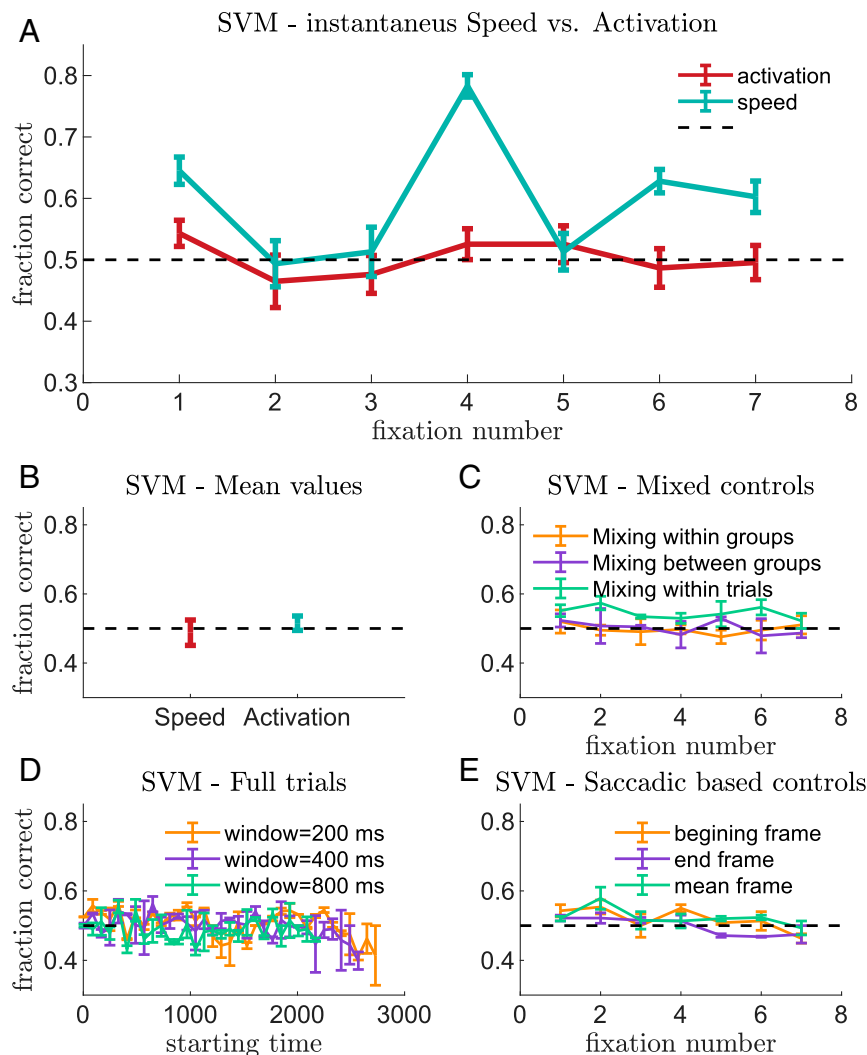 A
SVM - instantaneus Speed vs. Activation
fraction correct
0.8
0.7
0.6
0.5
0.4
0.3
activation
speed
0 1 2 3 4 5 6 7 8
fixation number
B
SVM - Mean values
fraction correct
0.8
0.6
0.4
Speed Activation
C
SVM - Mixed controls
fraction correct
0.8
0.6
0.4
Mixing within groups
Mixing between groups
Mixing within trials
0 2 4 6 8
fixation number
D
SVM - Full trials
fraction correct
0.8
0.6
0.4
window=200 ms
window=400 ms
window=800 ms
0 1000 2000 3000
starting time
E
SVM - Saccadic based controls
fraction correct
0.8
0.6
0.4
begining frame
end frame
mean frame
0 2 4 6 8
fixation number